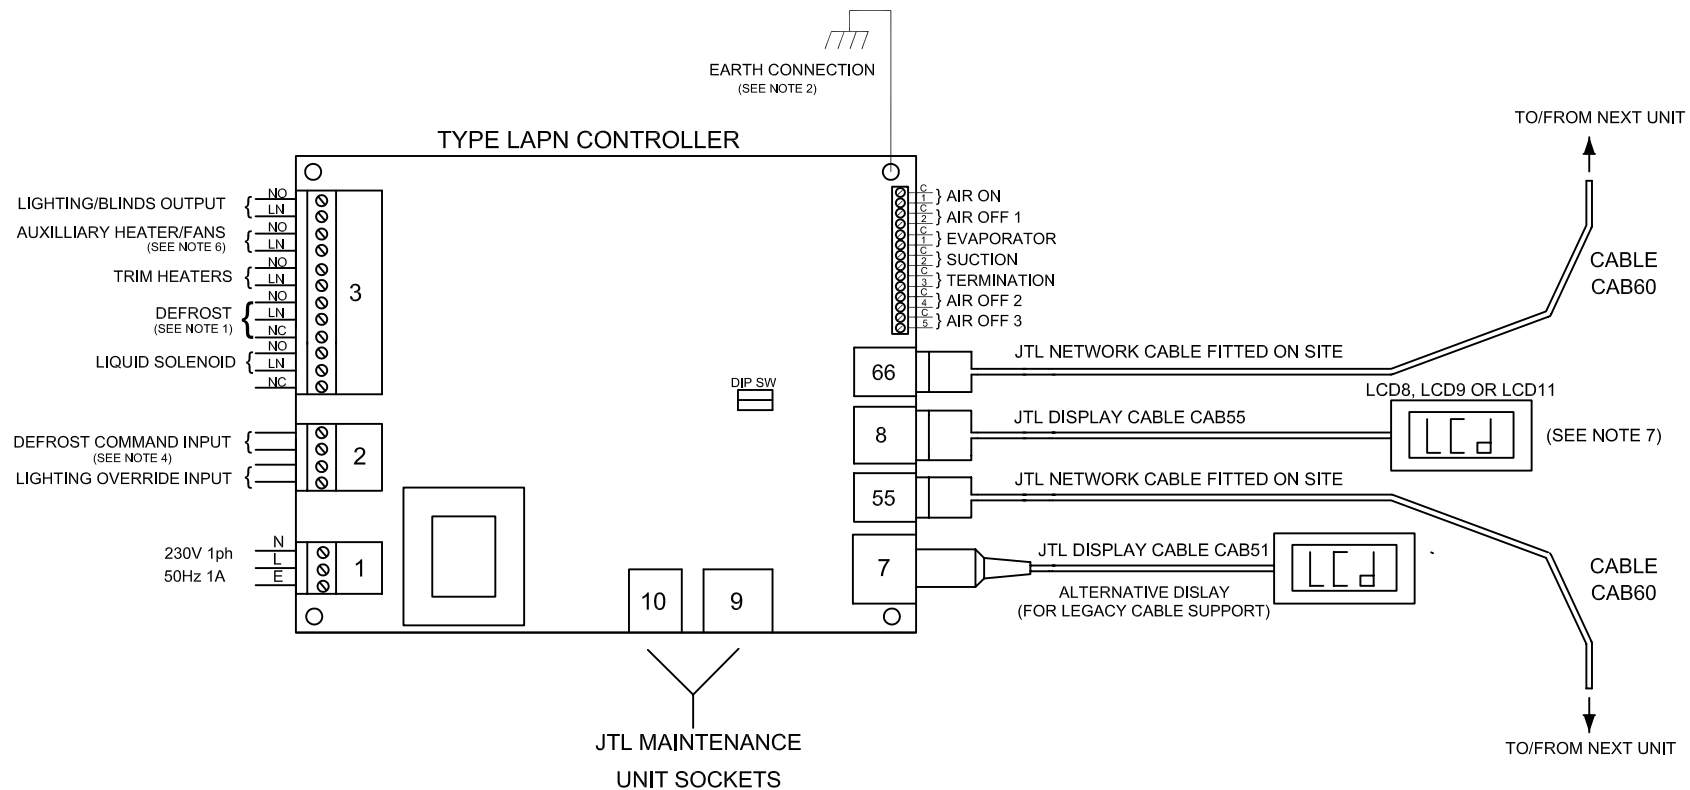 EARTH CONNECTION
(SEE NOTE 2)
TO/FROM NEXT UNIT
TYPE LAPN CONTROLLER
LIGHTING/BLINDS OUTPUT { NO
LN
AUXILLIARY HEATER/FANS
(SEE NOTE 6) { NO
LN
TRIM HEATERS { NO
LN
DEFROST
(SEE NOTE 1) { NO
LN
NC
LIQUID SOLENOID { NO
LN
NC
3
C
1 } AIR ON
C
2 } AIR OFF 1
C
1 } EVAPORATOR
C
2 } SUCTION
C
3 } TERMINATION
C
4 } AIR OFF 2
C
5 } AIR OFF 3
CABLE
CAB60
66
JTL NETWORK CABLE FITTED ON SITE
DIP SW
LCD8, LCD9 OR LCD11
8
JTL DISPLAY CABLE CAB55
LCd
(SEE NOTE 7)
DEFROST COMMAND INPUT {
(SEE NOTE 4)
LIGHTING OVERRIDE INPUT {
2
55
JTL NETWORK CABLE FITTED ON SITE
230V 1ph
50Hz 1A
N
L
E
1
7
JTL DISPLAY CABLE CAB51
LCd
ALTERNATIVE DISLAY
(FOR LEGACY CABLE SUPPORT)
CABLE
CAB60
10
9
JTL MAINTENANCE
UNIT SOCKETS
TO/FROM NEXT UNIT